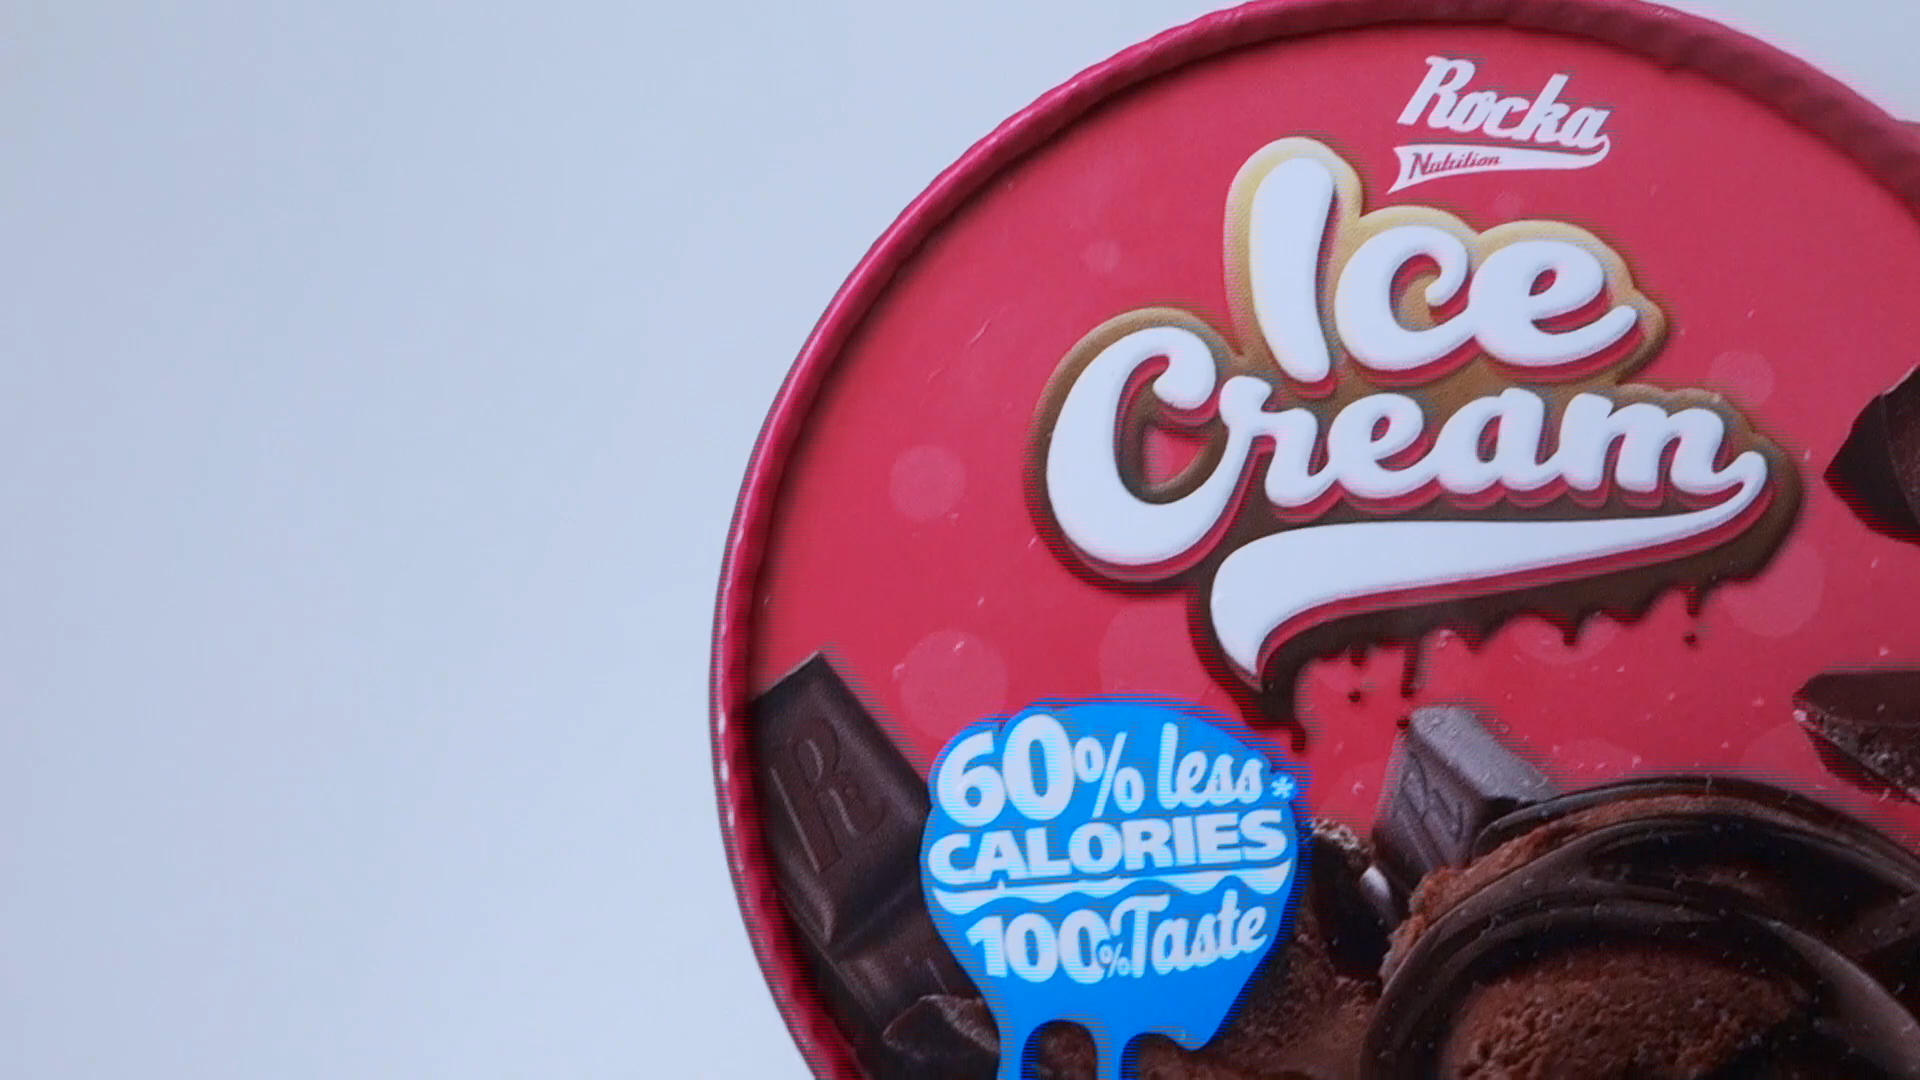 Rocka
Nutrition
Ice
Cream
60% less*
CALORIES
100% Taste